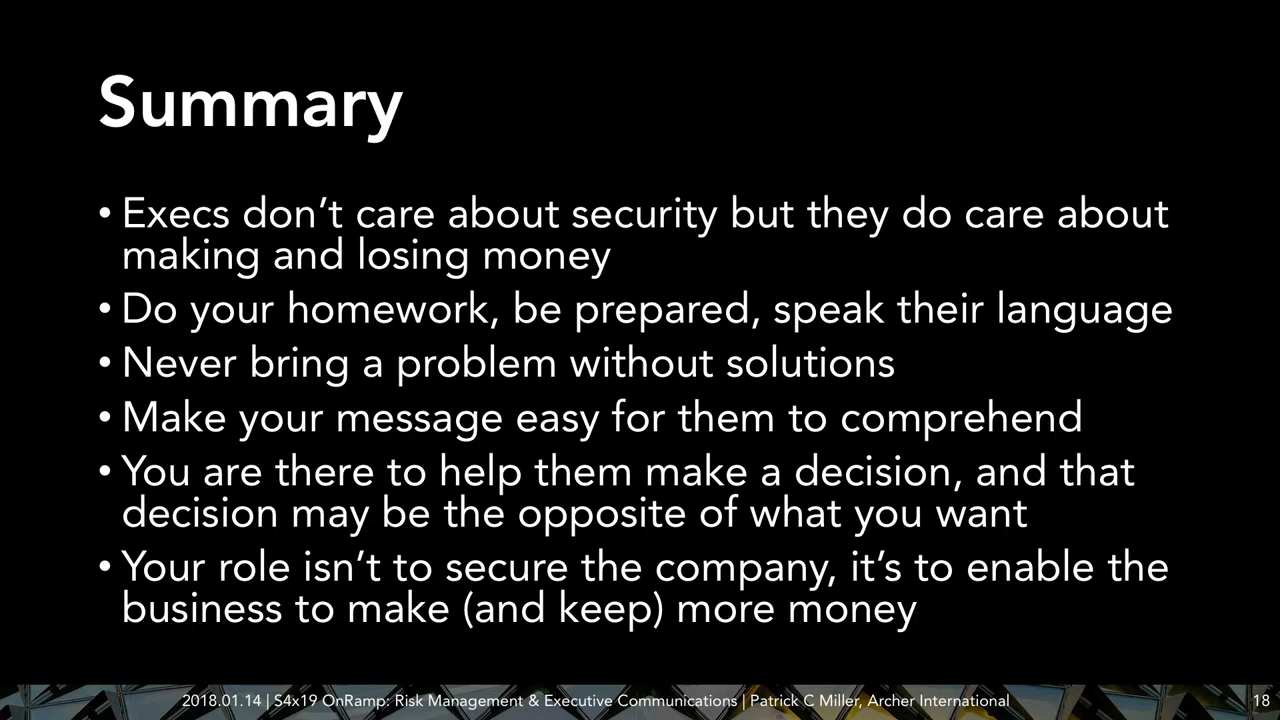 Summary
• Execs don’t care about security but they do care about
making and losing money
• Do your homework, be prepared, speak their language
• Never bring a problem without solutions
• Make your message easy for them to comprehend
• You are there to help them make a decision, and that
decision may be the opposite of what you want
• Your role isn’t to secure the company, it’s to enable the
business to make (and keep) more money
2018.01.14 | S4x19 OnRamp: Risk Management & Executive Communications | Patrick C Miller, Archer International
18